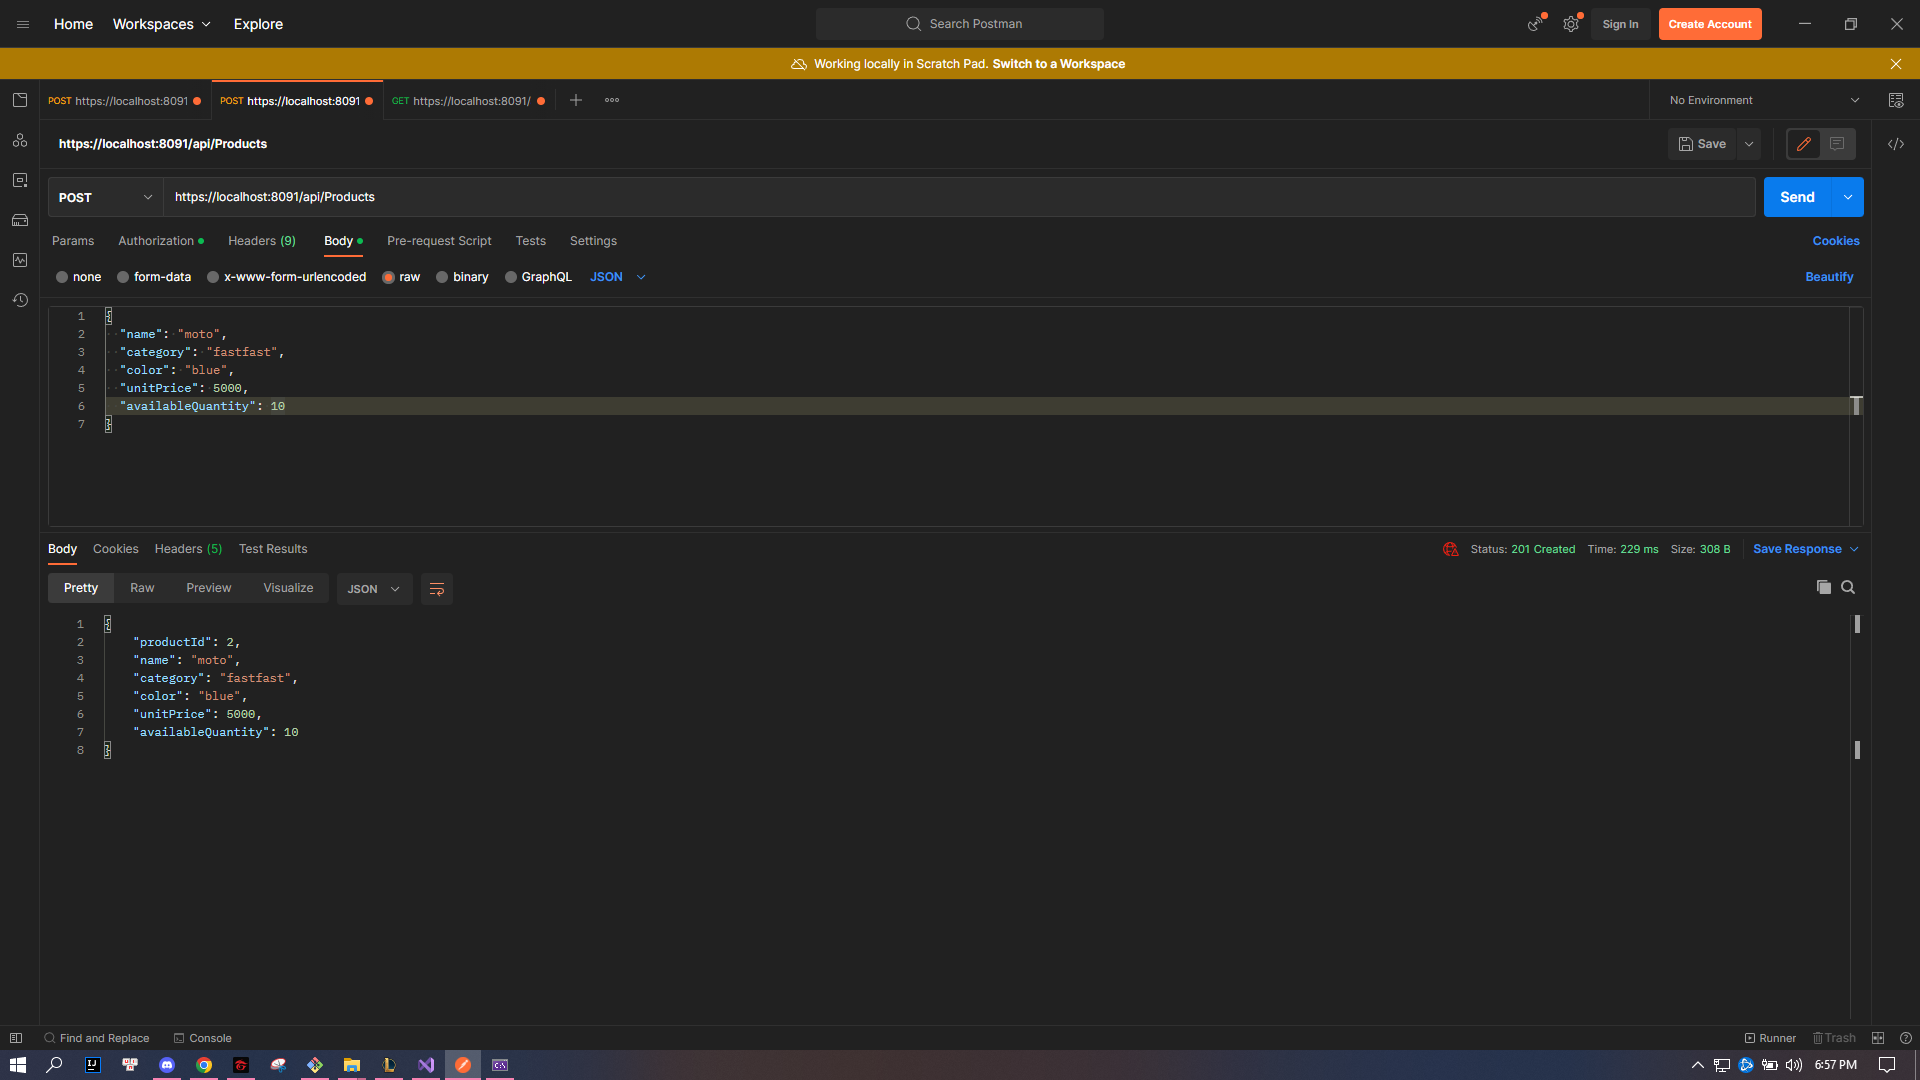 Home Workspaces Explore Search Postman Sign In Create Account
Working locally in Scratch Pad. Switch to a Workspace
POST https://localhost:8091 POST https://localhost:8091 GET https://localhost:8091/ No Environment
https://localhost:8091/api/Products Save
POST https://localhost:8091/api/Products Send
Params Authorization Headers (9) Body Pre-request Script Tests Settings Cookies
none form-data x-www-form-urlencoded raw binary GraphQL JSON Beautify
1 {
2 "name": "moto",
3 "category": "fastfast",
4 "color": "blue",
5 "unitPrice": 5000,
6 "availableQuantity": 10
7 }
Body Cookies Headers (5) Test Results Status: 201 Created Time: 229 ms Size: 308 B Save Response
Pretty Raw Preview Visualize JSON
1 {
2 "productId": 2,
3 "name": "moto",
4 "category": "fastfast",
5 "color": "blue",
6 "unitPrice": 5000,
7 "availableQuantity": 10
8 }
Find and Replace Console Runner Trash
6:57 PM